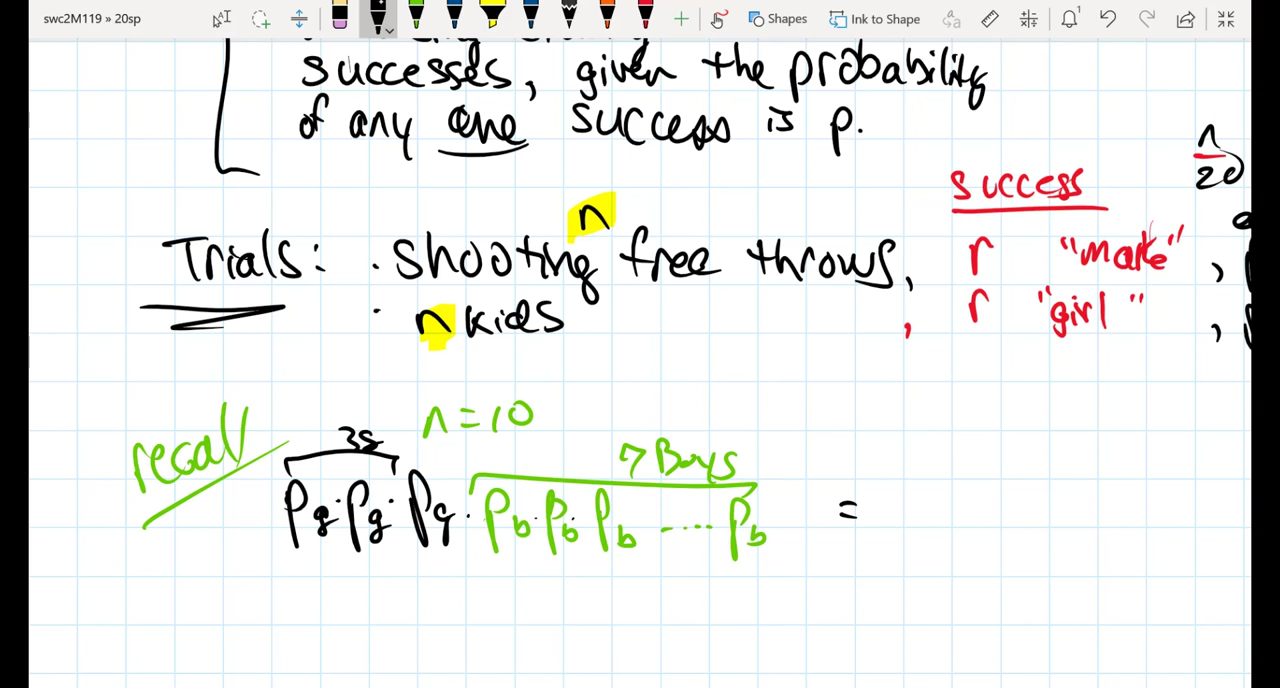 swc2M119 » 20sp
Shapes
Ink to Shape
successes, given the probability
of any one success is p.
success
n
20
n
Trials: · shooting free throws, r "make" ,
· n kids , r "girl" ,
recall
n = 10
7 Boys
pg · pg · pg · pb · pb pb .... pb =